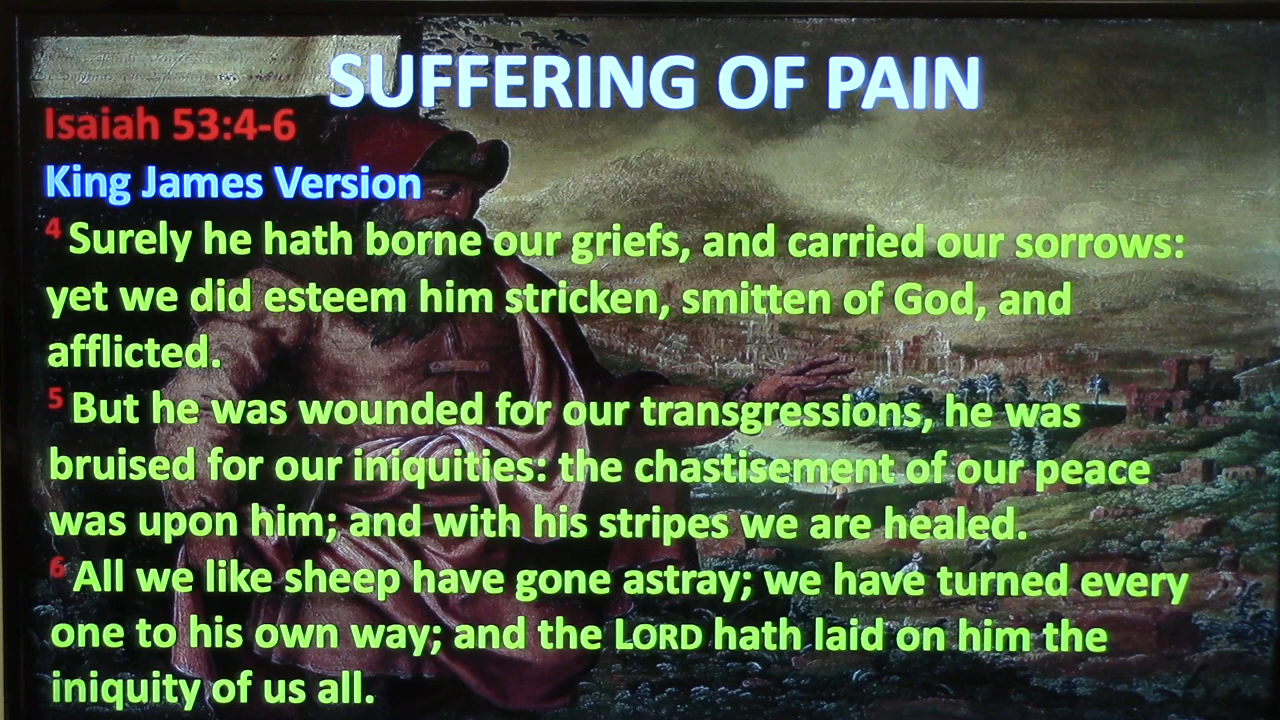 SUFFERING OF PAIN
Isaiah 53:4-6
King James Version
4 Surely he hath borne our griefs, and carried our sorrows:
yet we did esteem him stricken, smitten of God, and
afflicted.
5 But he was wounded for our transgressions, he was
bruised for our iniquities: the chastisement of our peace
was upon him; and with his stripes we are healed.
6 All we like sheep have gone astray; we have turned every
one to his own way; and the LORD hath laid on him the
iniquity of us all.